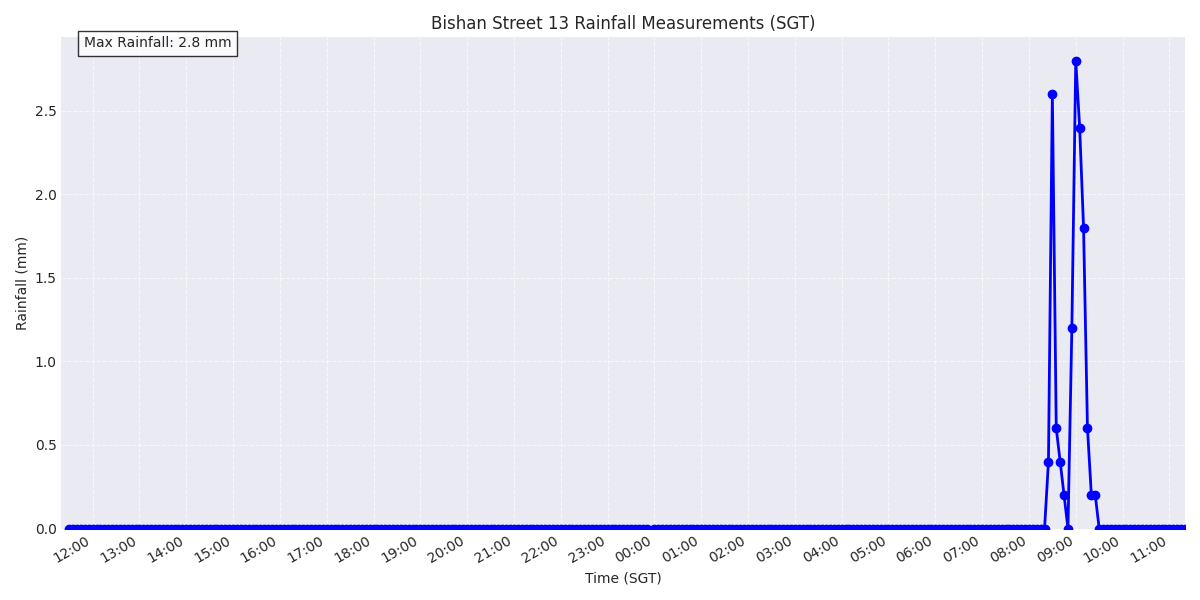 Bishan Street 13 Rainfall Measurements (SGT)
Max Rainfall: 2.8 mm
Rainfall (mm)
2.5
2.0
1.5
1.0
0.5
0.0
12:00 13:00 14:00 15:00 16:00 17:00 18:00 19:00 20:00 21:00 22:00 23:00 00:00 01:00 02:00 03:00 04:00 05:00 06:00 07:00 08:00 09:00 10:00 11:00
Time (SGT)